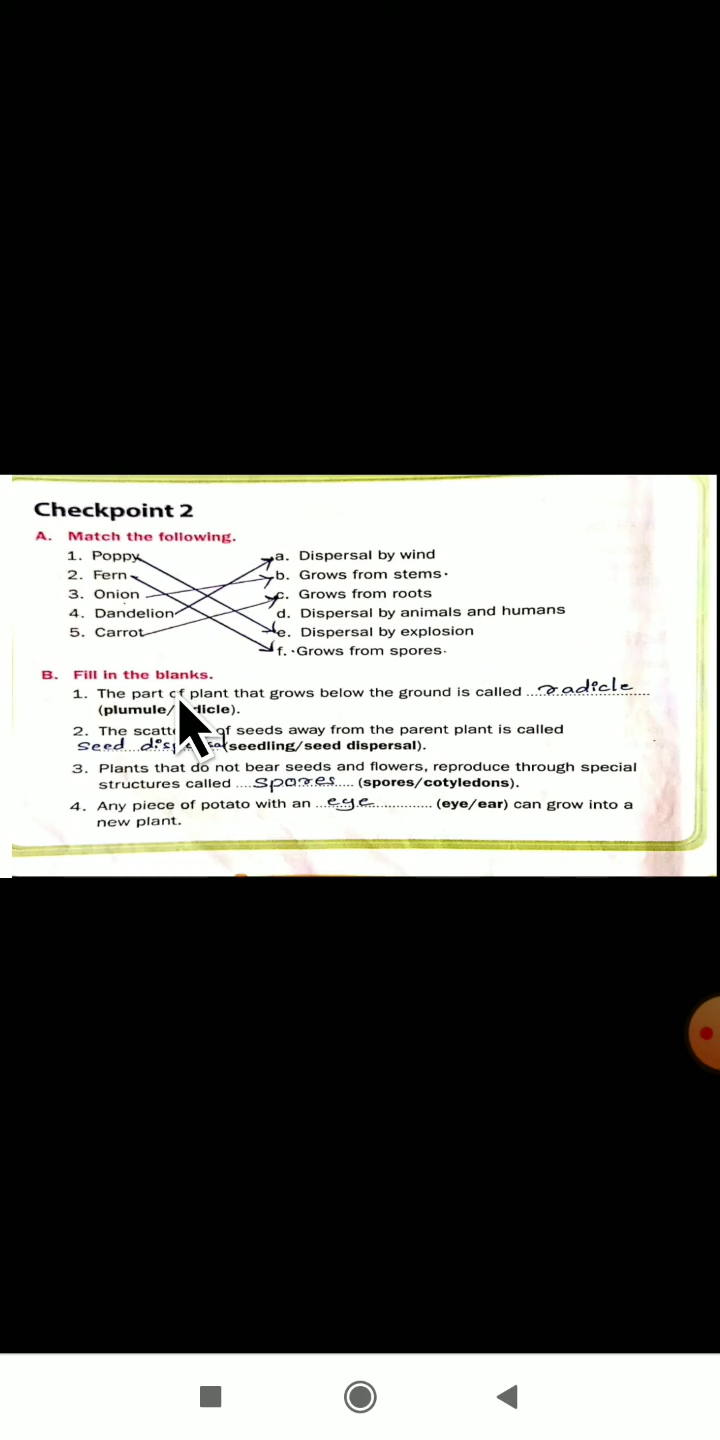 Checkpoint 2
A. Match the following.
1. Poppy a. Dispersal by wind
2. Fern b. Grows from stems
3. Onion c. Grows from roots
4. Dandelion d. Dispersal by animals and humans
5. Carrot e. Dispersal by explosion
f. Grows from spores
B. Fill in the blanks.
1. The part of plant that grows below the ground is called ...radicle...
(plumule/
2. The of seeds away from the parent plant is called
seed (seedling/seed dispersal).
3. Plants that do not bear seeds and flowers, reproduce through special
structures called ....spores.... (spores/cotyledons).
4. Any piece of potato with an ...eye............... (eye/ear) can grow into a
new plant.